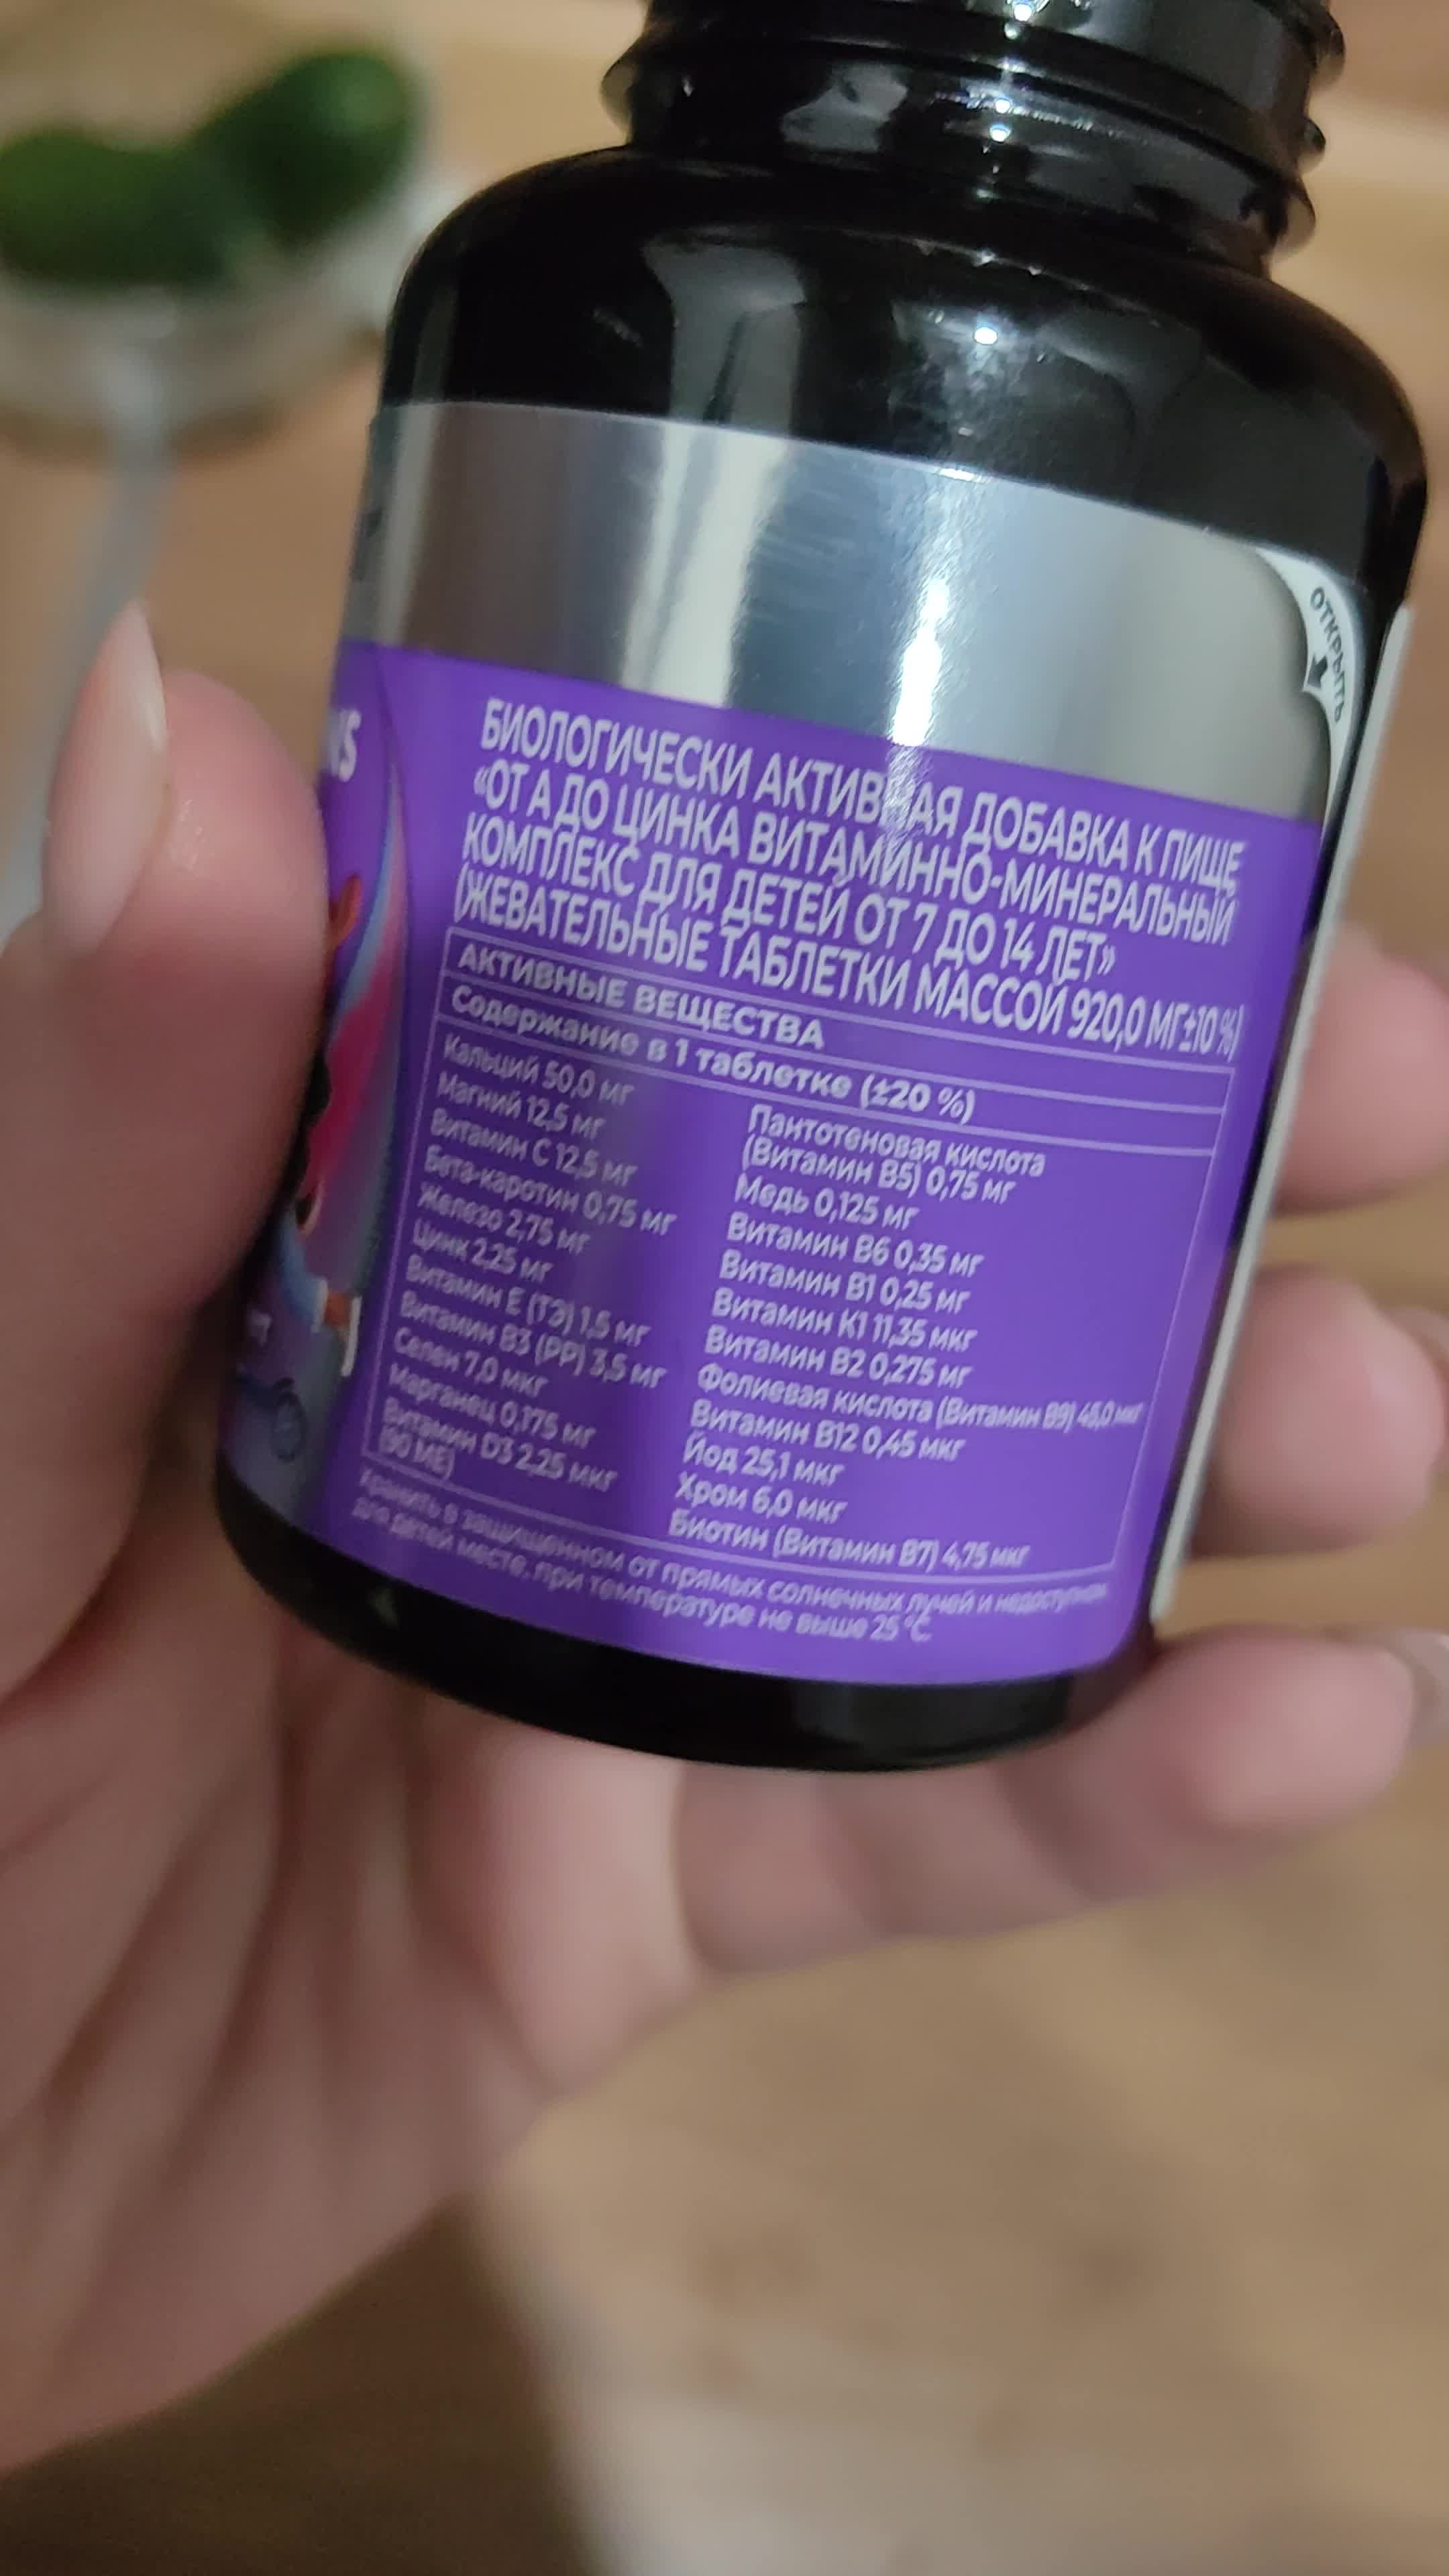 ОТКРЫТЬ
БИОЛОГИЧЕСКИ АКТИВНАЯ ДОБАВКА К ПИЩЕ
«ОТ А ДО ЦИНКА ВИТАМИННО-МИНЕРАЛЬНЫЙ
КОМПЛЕКС ДЛЯ ДЕТЕЙ ОТ 7 ДО 14 ЛЕТ»
(ЖЕВАТЕЛЬНЫЕ ТАБЛЕТКИ МАССОЙ 920,0 МГ±10%)
АКТИВНЫЕ ВЕЩЕСТВА
Содержание в 1 таблетке (±20 %)
Кальций 50,0 мг
Магний 12,5 мг
Витамин С 12,5 мг
Бета-каротин 0,75 мг
Железо 2,75 мг
Цинк 2,25 мг
Витамин Е (ТЭ) 1,5 мг
Витамин В3 (РР) 3,5 мг
Селен 7,0 мкг
Марганец 0,175 мг
Витамин D3 2,25 мкг
(90 МЕ)
Пантотеновая кислота
(Витамин В5) 0,75 мг
Медь 0,125 мг
Витамин В6 0,35 мг
Витамин В1 0,25 мг
Витамин К1 11,35 мкг
Витамин В2 0,275 мг
Фолиевая кислота (Витамин В9) 45,0 мкг
Витамин В12 0,45 мкг
Йод 25,1 мкг
Хром 6,0 мкг
Биотин (Витамин В7) 4,75 мкг
Хранить в защищенном от прямых солнечных лучей и недоступном
для детей месте, при температуре не выше 25 °С.